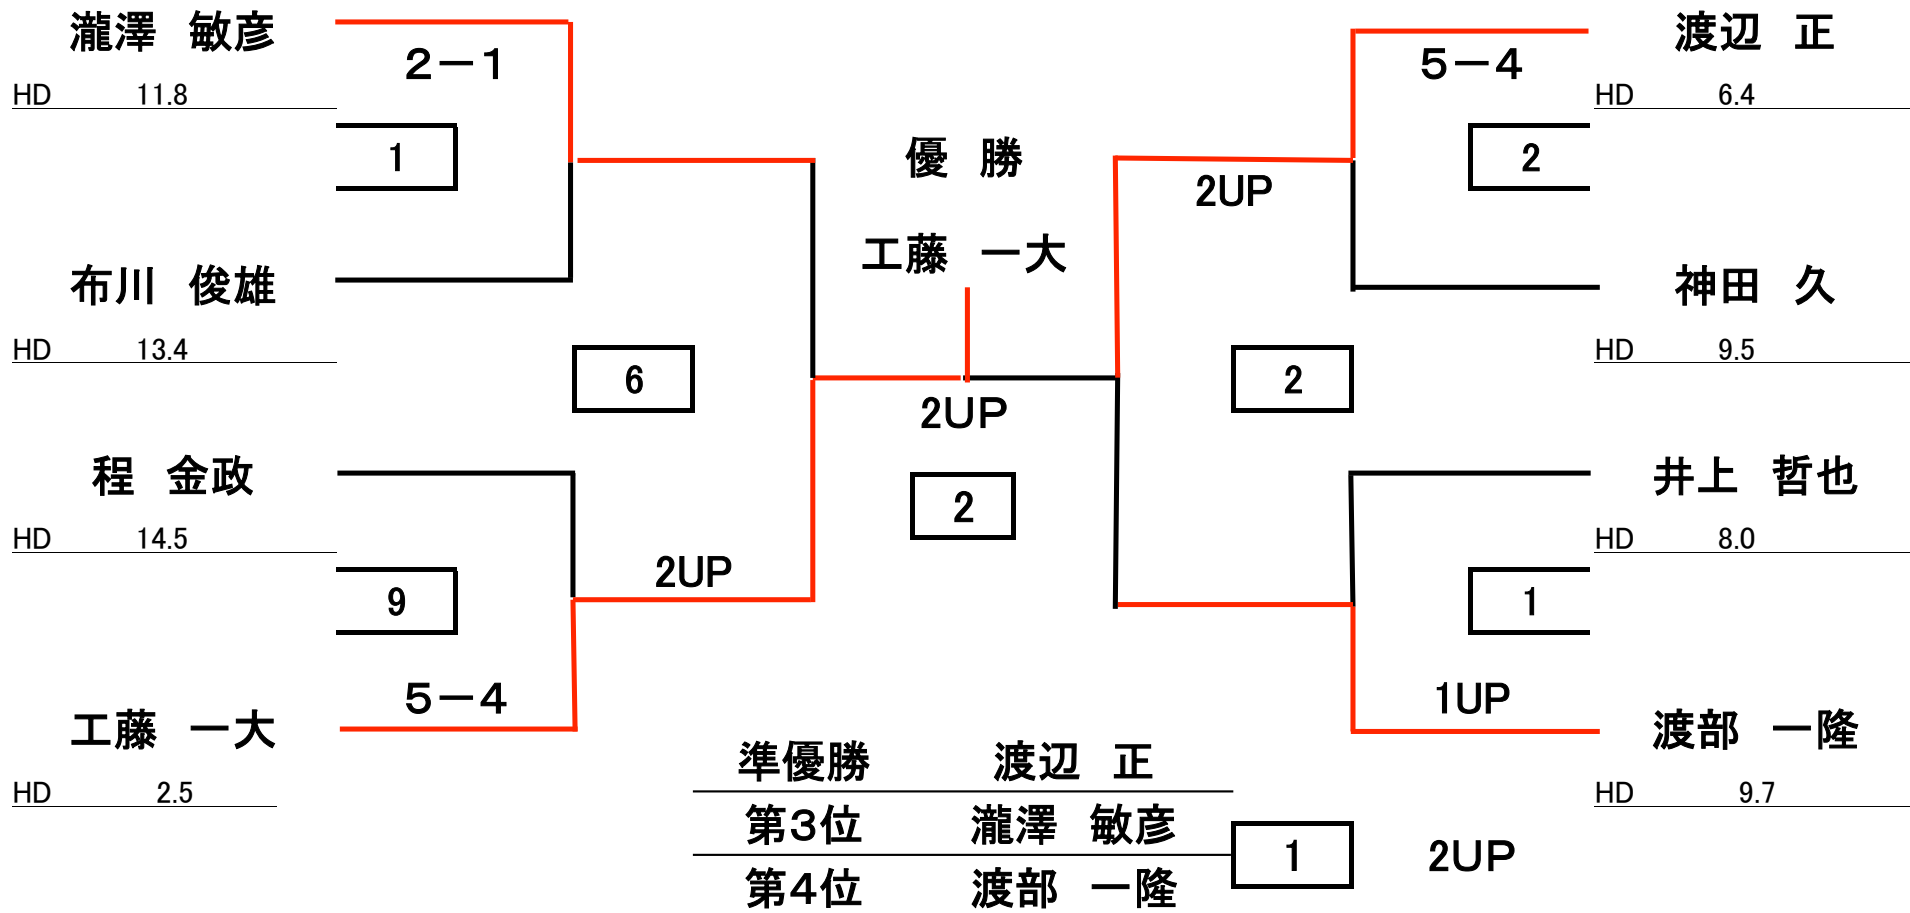 瀧澤　敏彦
2－1
HD 11.8
1
布川　俊雄
HD 13.4
6
程　金政
HD 14.5
9
2UP
5－4
工藤　一大
HD 2.5
優　勝
工藤　一大
2UP
2
渡辺　正
5－4
HD 6.4
2
2UP
神田　久
HD 9.5
2
井上　哲也
HD 8.0
1
1UP
渡部　一隆
HD 9.7
準優勝　渡辺　正
第3位　瀧澤　敏彦
第4位　渡部　一隆
1
2UP